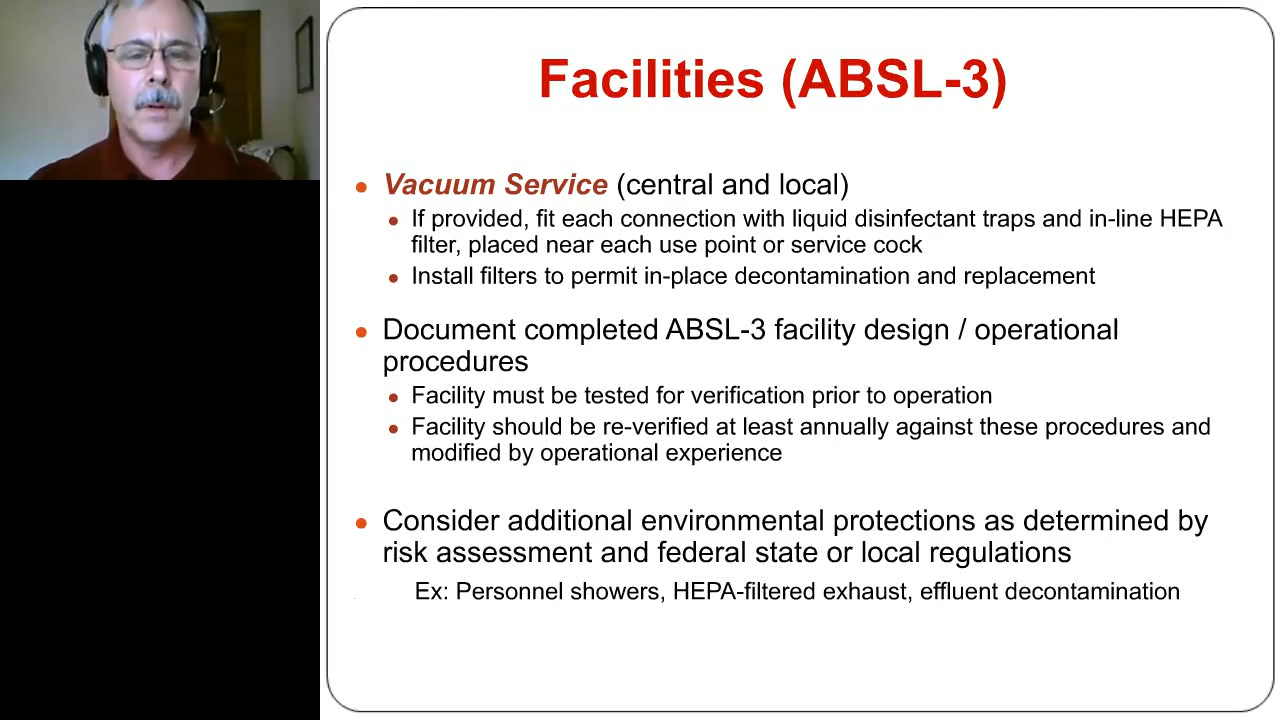 Facilities (ABSL-3)
Vacuum Service (central and local)
If provided, fit each connection with liquid disinfectant traps and in-line HEPA
filter, placed near each use point or service cock
Install filters to permit in-place decontamination and replacement
Document completed ABSL-3 facility design / operational
procedures
Facility must be tested for verification prior to operation
Facility should be re-verified at least annually against these procedures and
modified by operational experience
Consider additional environmental protections as determined by
risk assessment and federal state or local regulations
Ex: Personnel showers, HEPA-filtered exhaust, effluent decontamination